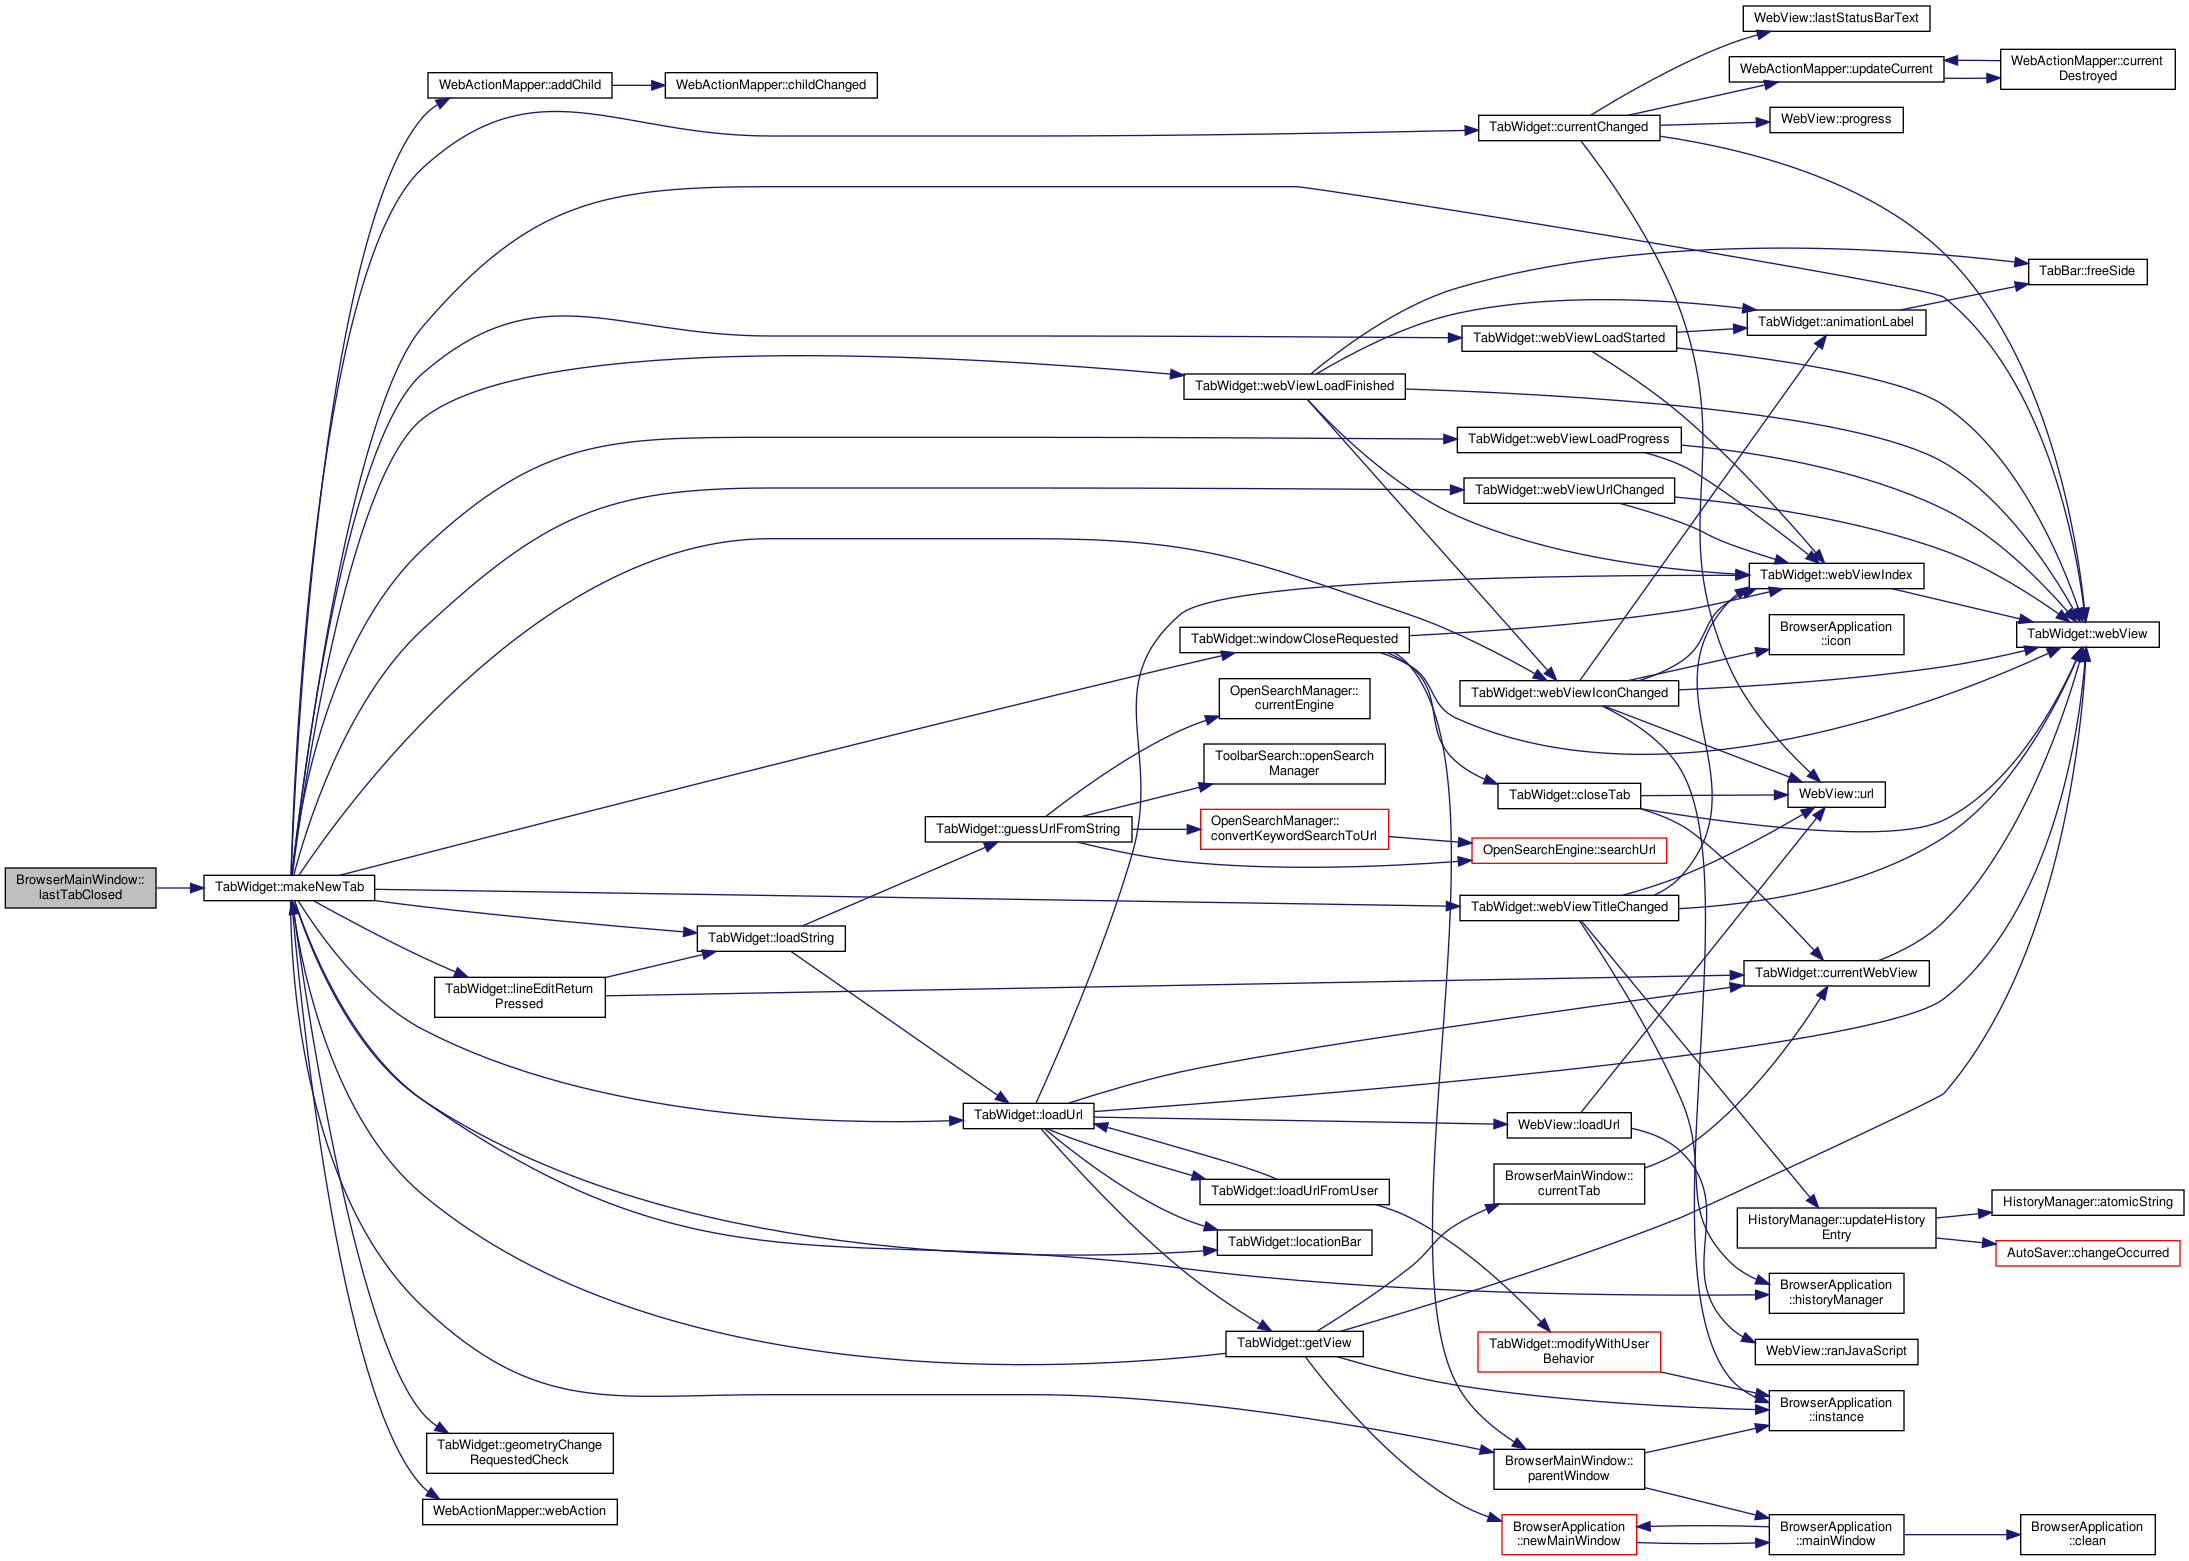 WebView::lastStatusBarText
WebActionMapper::updateCurrent
WebActionMapper::current
Destroyed
WebActionMapper::addChild
WebActionMapper::childChanged
TabWidget::currentChanged
WebView::progress
TabBar::freeSide
TabWidget::animationLabel
TabWidget::webViewLoadStarted
TabWidget::webViewLoadFinished
TabWidget::webViewLoadProgress
TabWidget::webViewUrlChanged
TabWidget::webViewIndex
TabWidget::windowCloseRequested
BrowserApplication
::icon
TabWidget::webView
OpenSearchManager::
currentEngine
TabWidget::webViewIconChanged
ToolbarSearch::openSearch
Manager
TabWidget::closeTab
WebView::url
TabWidget::guessUrlFromString
OpenSearchManager::
convertKeywordSearchToUrl
OpenSearchEngine::searchUrl
BrowserMainWindow::
lastTabClosed
TabWidget::makeNewTab
TabWidget::webViewTitleChanged
TabWidget::loadString
TabWidget::lineEditReturn
Pressed
TabWidget::currentWebView
TabWidget::loadUrl
WebView::loadUrl
TabWidget::loadUrlFromUser
BrowserMainWindow::
currentTab
HistoryManager::atomicString
HistoryManager::updateHistory
Entry
TabWidget::locationBar
AutoSaver::changeOccurred
BrowserApplication
::historyManager
TabWidget::getView
TabWidget::modifyWithUser
Behavior
WebView::ranJavaScript
BrowserApplication
::instance
TabWidget::geometryChange
RequestedCheck
BrowserMainWindow::
parentWindow
WebActionMapper::webAction
BrowserApplication
::newMainWindow
BrowserApplication
::mainWindow
BrowserApplication
::clean